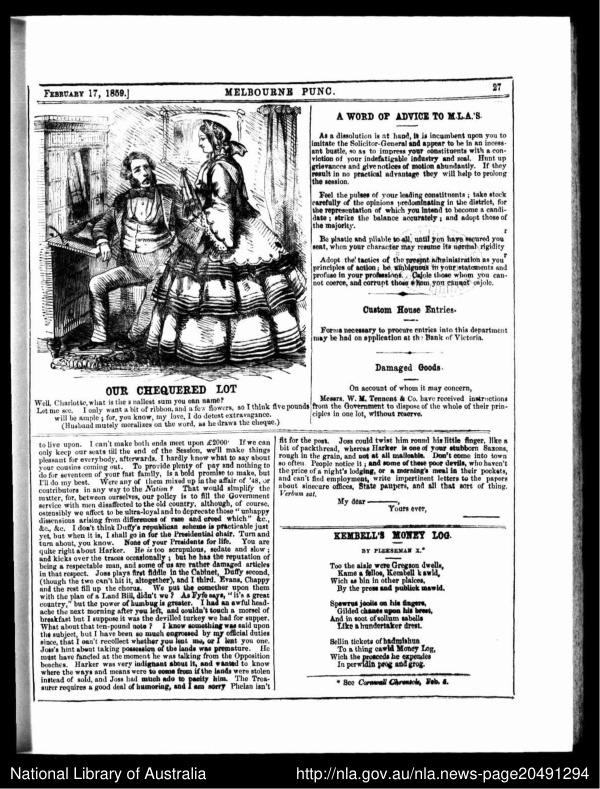 FEBRUARY 17, 1859.]
MELBOURNE PUNC.
27
OUR CHEQUERED LOT
Well, Charlotte, what is the smallest sum you can name?
Let me see. I only want a bit of ribbon, and a few flowers, so I think five pounds
will be ample; for, you know, my love, I do detest extravagance.
(Husband mutely moralizes on the word, as he draws the cheque.)
A WORD OF ADVICE TO M.L.A.'S.
As a dissolution is at hand, it is incumbent upon you to
imitate the Solicitor-General and appear to be in an incess-
ant bustle, so as to impress your constituents with a con-
viction of your indefatigable industry and zeal. Hunt up
grievances and give notices of motion abundantly. If they
result in no practical advantage they will help to prolong
the session.
Feel the pulses of your leading constituents; take stock
carefully of the opinions predominating in the district, for
the representation of which you intend to become a candi-
date; strike the balance accurately; and adopt those of
the majority.
Be plastic and pliable to all, until you have secured your
seat, when your character may resume its normal rigidity
Adopt the tactics of the present administration as your
principles of action; be ambiguous in your statements and
profuse in your professions. Cajole those whom you can-
not coerce, and corrupt those whom you cannot cajole.
Custom House Entries.
Forms necessary to procure entries into this department
may be had on application at the Bank of Victoria.
Damaged Goods.
On account of whom it may concern,
Messrs. W. M. Tennent & Co. have received instructions
from the Government to dispose of the whole of their prin-
ciples in one lot, without reserve.
to live upon. I can't make both ends meet upon £2000. If we can
only keep our seats till the end of the Session, we'll make things
pleasant for everybody, afterwards. I hardly know what to say about
your cousins coming out. To provide plenty of pay and nothing to
do for seventeen of your fast family, is a bold promise to make, but
I'll do my best. Were any of them mixed up in the affair of '48, or
contributors in any way to the Nation? That would simplify the
matter, for, between ourselves, our policy is to fill the Government
service with men disaffected to the old country, although, of course,
ostensibly we affect to be ultra-loyal and to deprecate those "unhappy
dissensions arising from differences of race and creed which" &c.,
&c., &c. I don't think Duffy's republican scheme is practicable just
yet, but when it is, I shall go in for the Presidential chair. Turn and
turn about, you know. None of your Presidents for life. You are
quite right about Harker. He is too scrupulous, sedate and slow;
and kicks over the traces occasionally; but he has the reputation of
being a respectable man, and some of us are rather damaged articles
in that respect. Joss plays first fiddle in the Cabinet, Duffy second,
(though the two can't hit it, altogether), and I third. Evans, Chappy
and the rest fill up the chorus. We put the comether upon them
with the plan of a Land Bill, didn't we? As Fyfe says, "it's a great
country," but the power of humbug is greater. I had an awful head-
ache the next morning after you left, and couldn't touch a morsel of
breakfast but I suppose it was the devilled turkey we had for supper.
What about that ten-pound note? I know something was said upon
the subject, but I have been so much engrossed by my official duties
since, that I can't recollect whether you lent me, or I lent you one.
Joss's hint about taking possession of the lands was premature. He
must have fancied at the moment he was talking from the Opposition
benches. Harker was very indignant about it, and wanted to know
where the ways and means were to come from if the lands were stolen
instead of sold, and Joss had much ado to pacify him. The Trea-
surer requires a good deal of humoring, and I am sorry Phelan isn't
fit for the post. Joss could twist him round his little finger, like a
bit of packthread, whereas Harker is one of your stubborn Saxons,
rough in the grain, and not at all malleable. Don't come into town
so often. People notice it; and some of these poor devils, who haven't
the price of a night's lodging, or a morning's meal in their pockets,
and can't find employment, write impertinent letters to the papers
about sinecure offices, State paupers, and all that sort of thing.
Verbum sat.
My dear ———,
Yours ever,
KEMBELL'S MONEY LOG.
BY PLEESEMAN X.*
Too the aisle were Gregson dwells,
Kame a felloe, Kembell kawld,
Wich as bin in other plaices,
By the press and publick mawld.
Spewrus jooils on his fingers,
Gilded chanes upon his brest,
And in soot of sollum sabells
Like a hundertaker drest.
Sellin tickets of hadmishun
To a thing cawld Money Log,
Wich the proseeds he expendes
In perwidin prog and grog.
* See Cornwall Chronicle, Feb. 5.
National Library of Australia
http://nla.gov.au/nla.news-page20491294